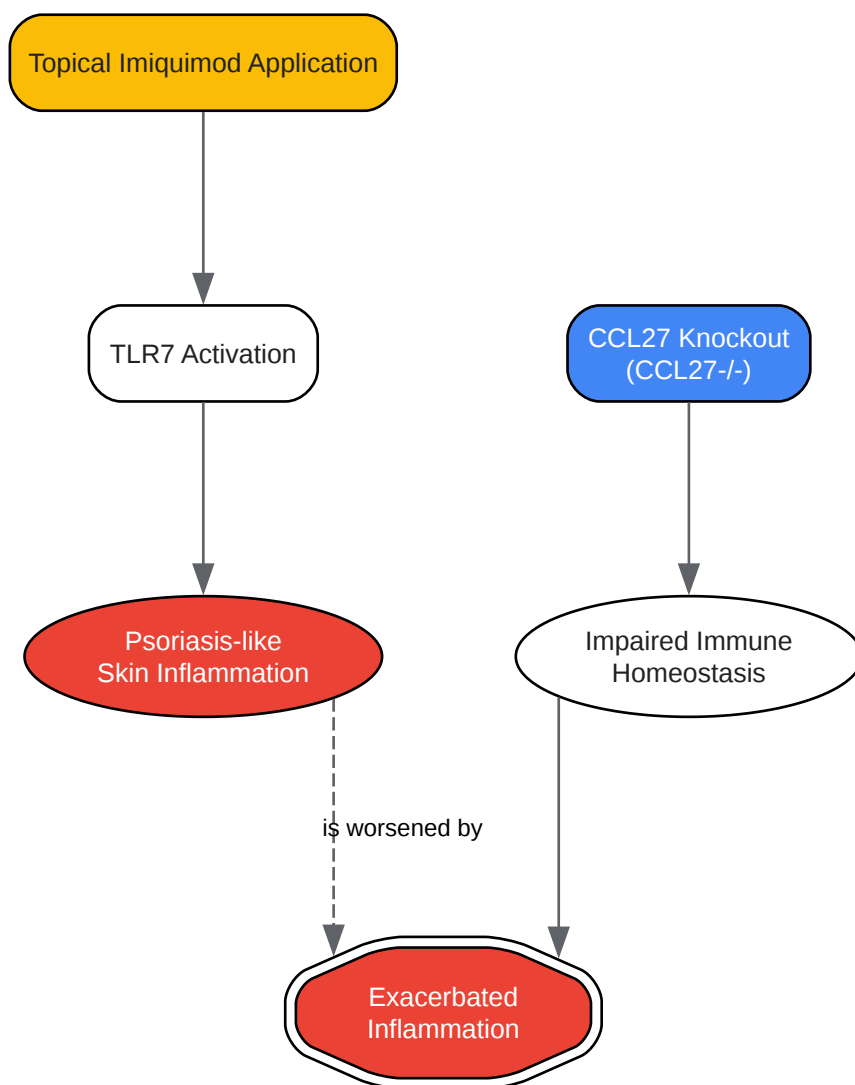 Topical Imiquimod Application
TLR7 Activation
CCL27 Knockout
(CCL27-/-)
Psoriasis-like
Skin Inflammation
Impaired Immune
Homeostasis
is worsened by
Exacerbated
Inflammation